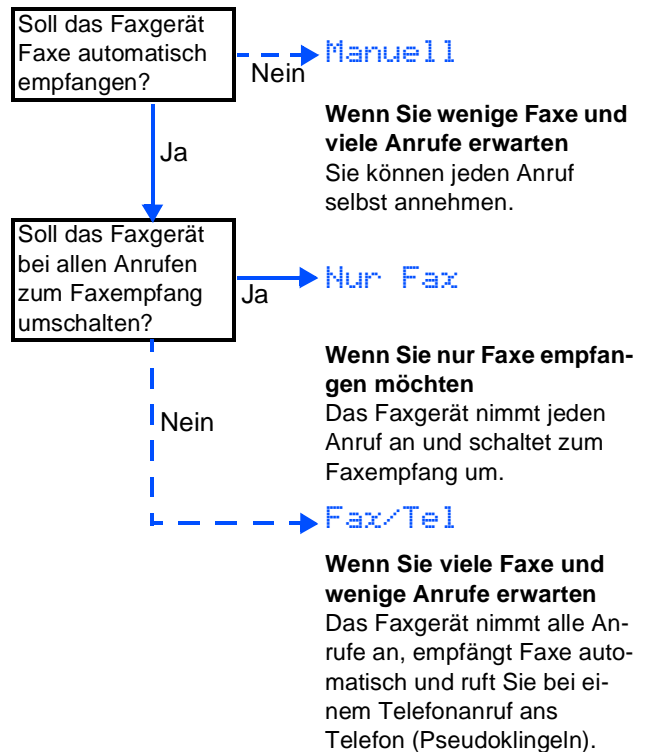 Soll das Faxgerät
Faxe automatisch
empfangen?
Nein
Manuell
Wenn Sie wenige Faxe und
viele Anrufe erwarten
Sie können jeden Anruf
selbst annehmen.
Ja
Soll das Faxgerät
bei allen Anrufen
zum Faxempfang
umschalten?
Ja
Nur Fax
Wenn Sie nur Faxe empfan-
gen möchten
Das Faxgerät nimmt jeden
Anruf an und schaltet zum
Faxempfang um.
Nein
Fax/Tel
Wenn Sie viele Faxe und
wenige Anrufe erwarten
Das Faxgerät nimmt alle An-
rufe an, empfängt Faxe auto-
matisch und ruft Sie bei ei-
nem Telefonanruf ans
Telefon (Pseudoklingeln).